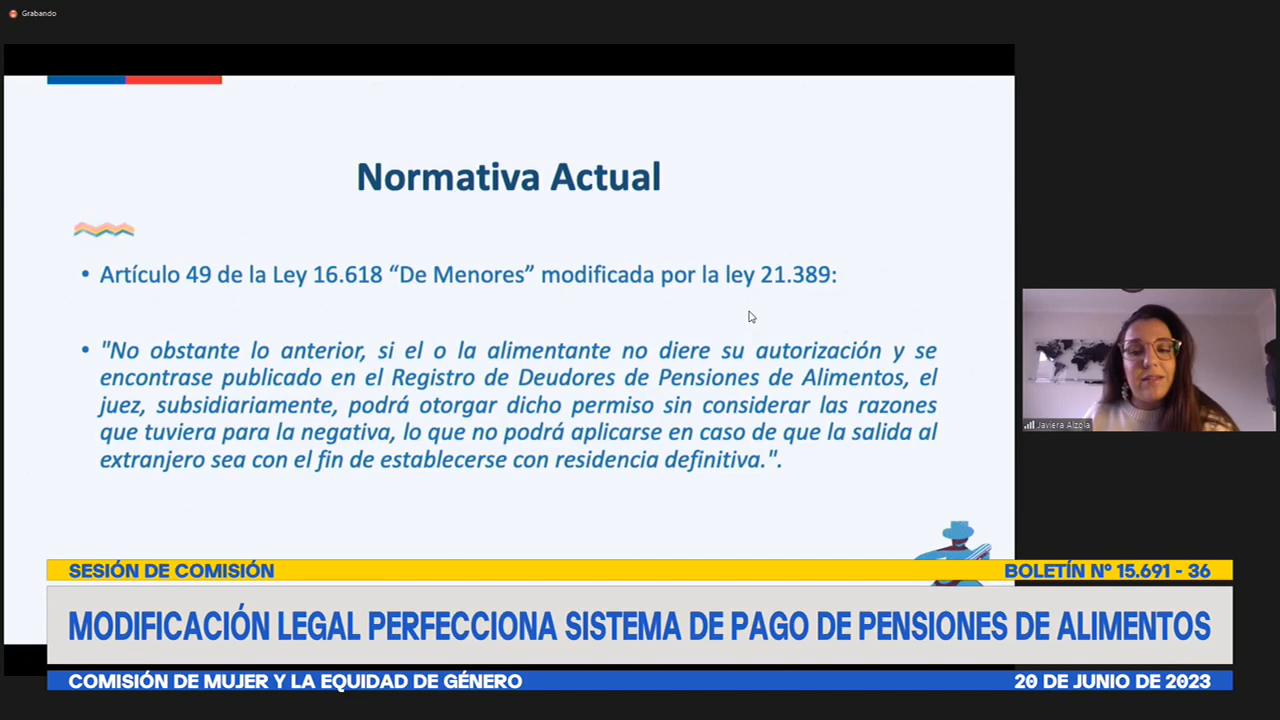 Grabando
Normativa Actual
• Artículo 49 de la Ley 16.618 “De Menores” modificada por la ley 21.389:
• "No obstante lo anterior, si el o la alimentante no diere su autorización y se
encontrase publicado en el Registro de Deudores de Pensiones de Alimentos, el
juez, subsidiariamente, podrá otorgar dicho permiso sin considerar las razones
que tuviera para la negativa, lo que no podrá aplicarse en caso de que la salida al
extranjero sea con el fin de establecerse con residencia definitiva.".
Javiera Alzola
SESIÓN DE COMISIÓN
BOLETÍN N° 15.691 - 36
MODIFICACIÓN LEGAL PERFECCIONA SISTEMA DE PAGO DE PENSIONES DE ALIMENTOS
COMISIÓN DE MUJER Y LA EQUIDAD DE GÉNERO
20 DE JUNIO DE 2023